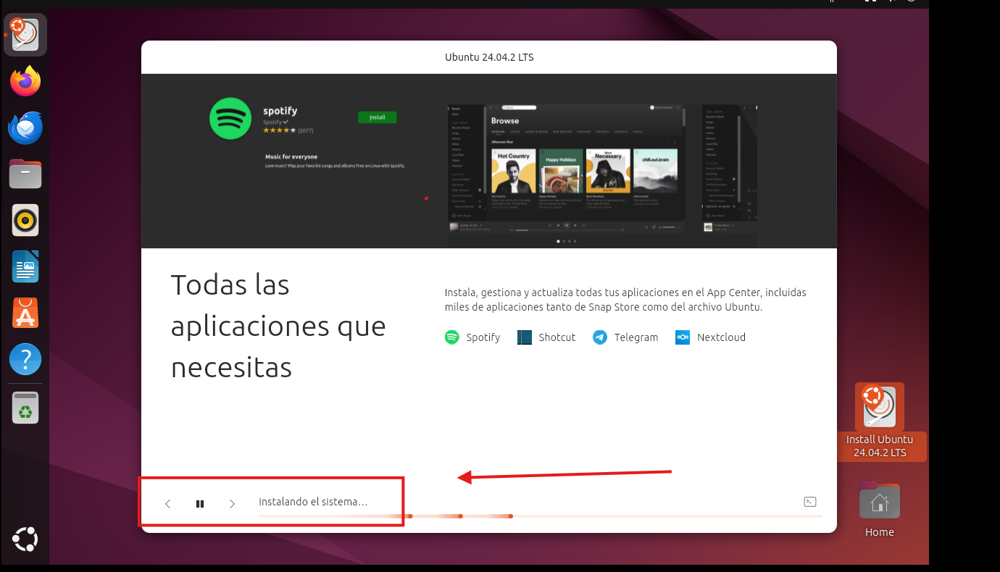 Ubuntu 24.04.2 LTS
spotify
Spotify
(2077)
Install
Music for everyone
Love music? Play your favorite songs and albums free on Linux with Spotify.
Browse
Hot Country
Happy Holidays
Most Necessary
chill.out.brain
Todas las
aplicaciones que
necesitas
Instala, gestiona y actualiza todas tus aplicaciones en el App Center, incluidas
miles de aplicaciones tanto de Snap Store como del archivo Ubuntu.
Spotify Shotcut Telegram Nextcloud
Instalando el sistema...
Install Ubuntu
24.04.2 LTS
Home